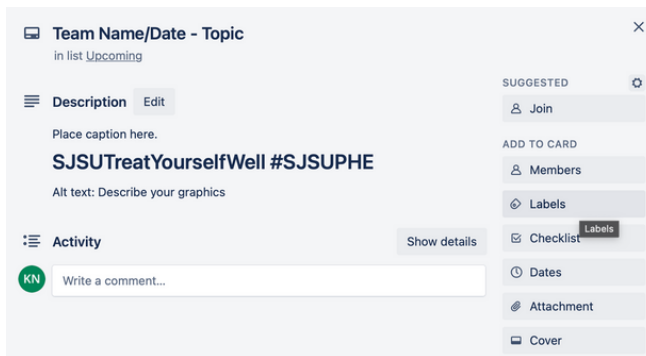 Team Name/Date - Topic
in list Upcoming
Description Edit
Place caption here.
SJSUTreatYourselfWell #SJSUPHE
Alt text: Describe your graphics
Activity Show details
KN Write a comment...
SUGGESTED
Join
ADD TO CARD
Members
Labels
Labels
Checklist
Dates
Attachment
Cover